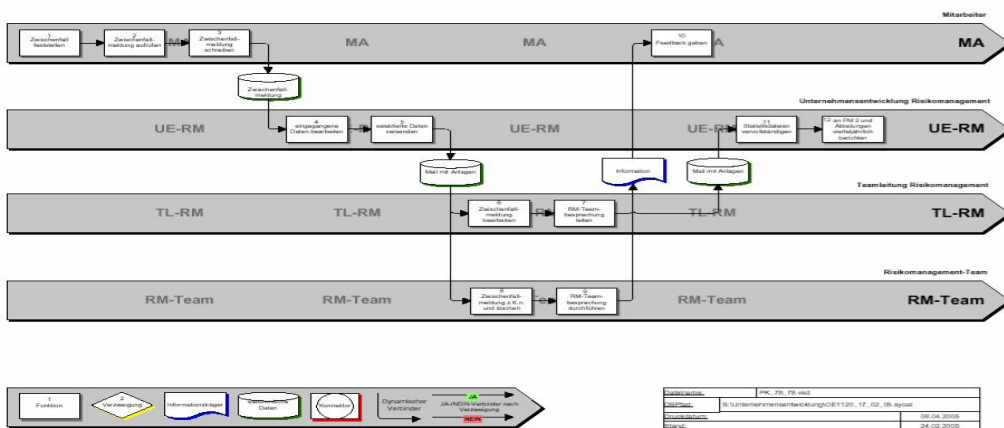 Mitarbeiter
1
Zwischenfall
feststellen
2
Zwischenfall-
meldung aufrufen
3
Zwischenfall-
meldung
schreiben
MA
MA
MA
10
Feedback geben
MA
Zwischenfall-
meldung
Unternehmensentwicklung Risikomanagement
UE-RM
4
eingegangene
Daten bearbeiten
5
selektierte Daten
versenden
UE-RM
11
Statistikdateien
vervollständigen
12 an PM 2 und
Abteilungen
vierteljährlich
berichten
UE-RM
Mail mit Anlagen
Information
Mail mit Anlagen
Teamleitung Risikomanagement
TL-RM
TL-RM
6
Zwischenfall-
meldung
bearbeiten
7
RM-Team-
besprechung
leiten
TL-RM
TL-RM
Risikomanagement-Team
RM-Team
RM-Team
8
Zwischenfall-
meldung z.K.n
und löschen
9
RM-Team-
besprechung
durchführen
RM-Team
RM-Team
1
Funktion
2
Verzweigung
Informationsträger
Daten
Konnektor
Dynamischer
Verbinder
JA
JA-/NEIN-Verbinder nach
Verzweigung
NEIN
Dateiname:
PK_78_78.vsd
DBPfad:
Druckdatum:
08.04.2005
Stand:
24.02.2005